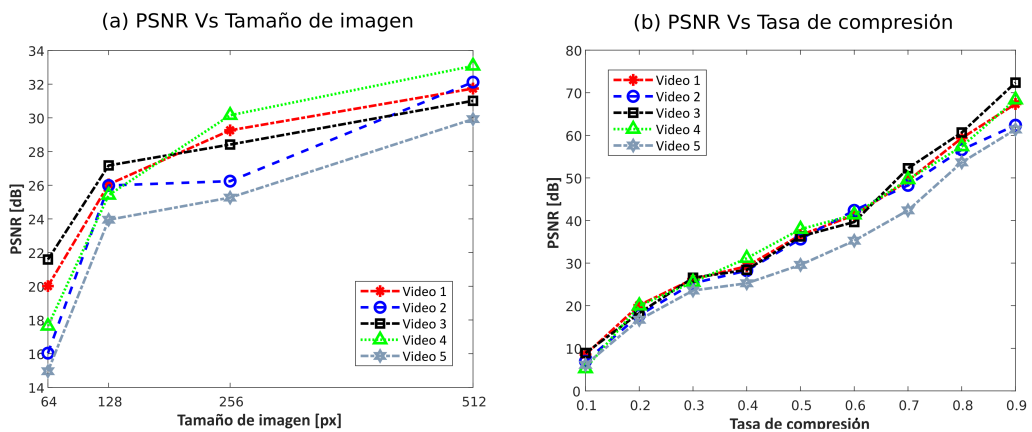 (a) PSNR Vs Tamaño de imagen
PSNR [dB]
34
32
30
28
26
24
22
20
18
16
14
64 128 256 512
Tamaño de imagen [px]
Video 1
Video 2
Video 3
Video 4
Video 5
(b) PSNR Vs Tasa de compresión
PSNR [dB]
80
70
60
50
40
30
20
10
0
0.1 0.2 0.3 0.4 0.5 0.6 0.7 0.8 0.9
Tasa de compresión
Video 1
Video 2
Video 3
Video 4
Video 5